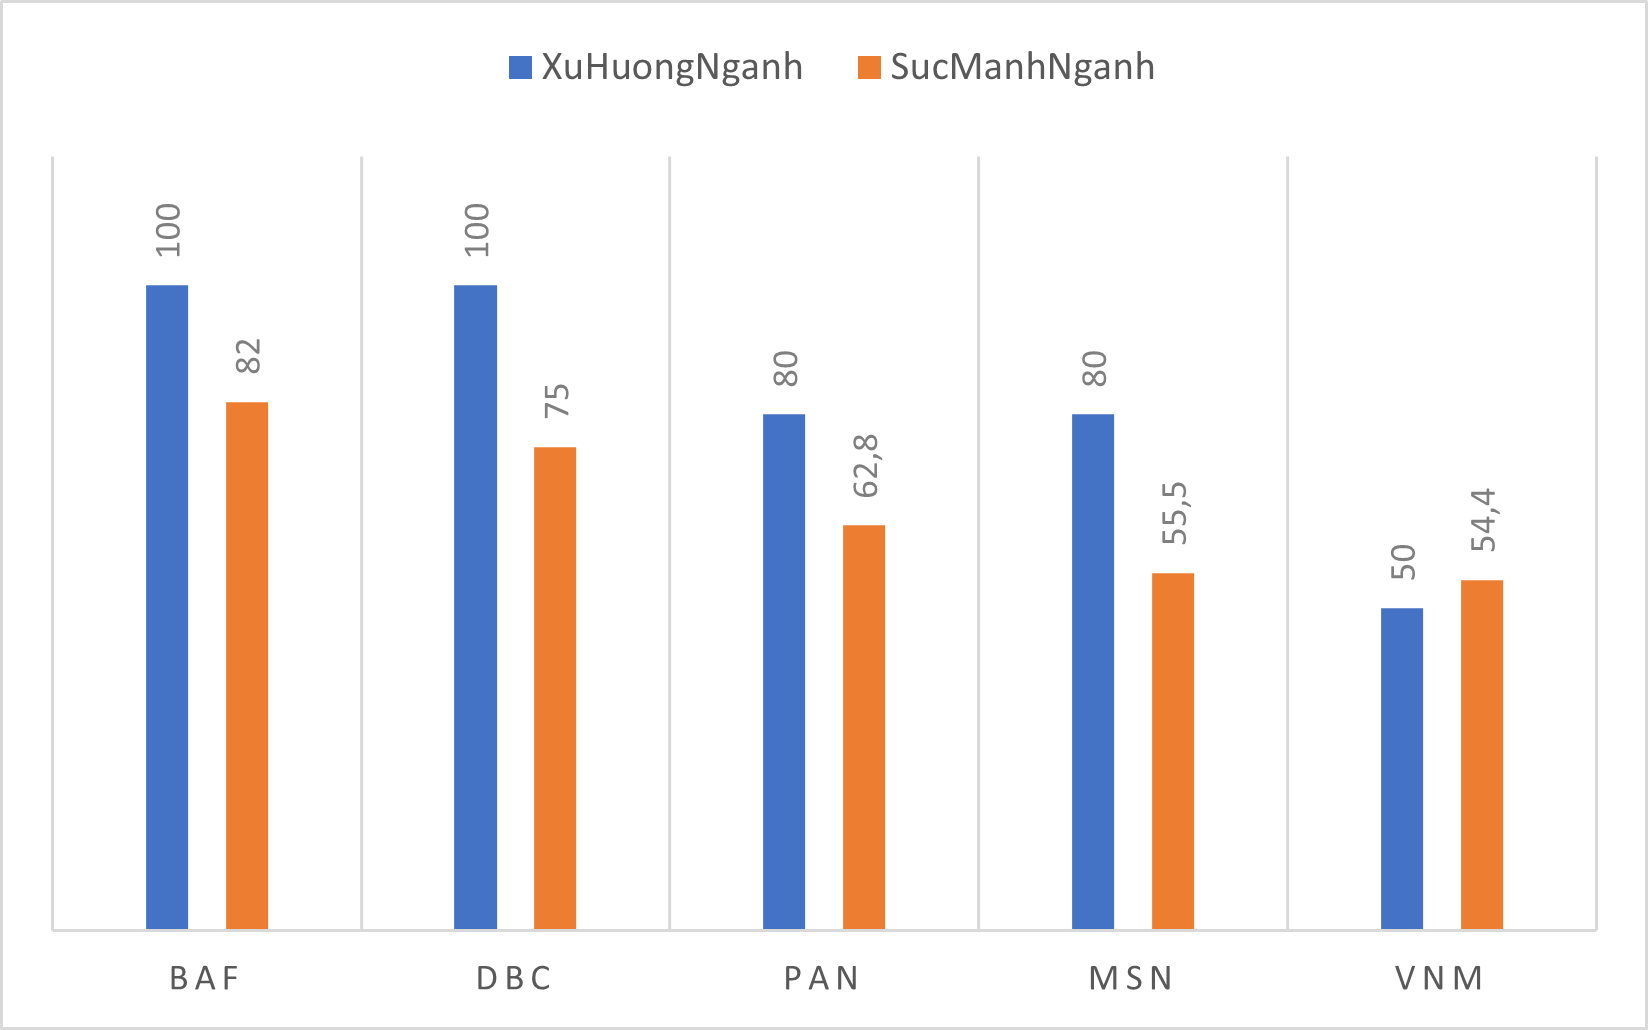 XuHuongNganh SucManhNganh
100 82 100 75 80 62,8 80 55,5 50 54,4
BAF DBC PAN MSN VNM